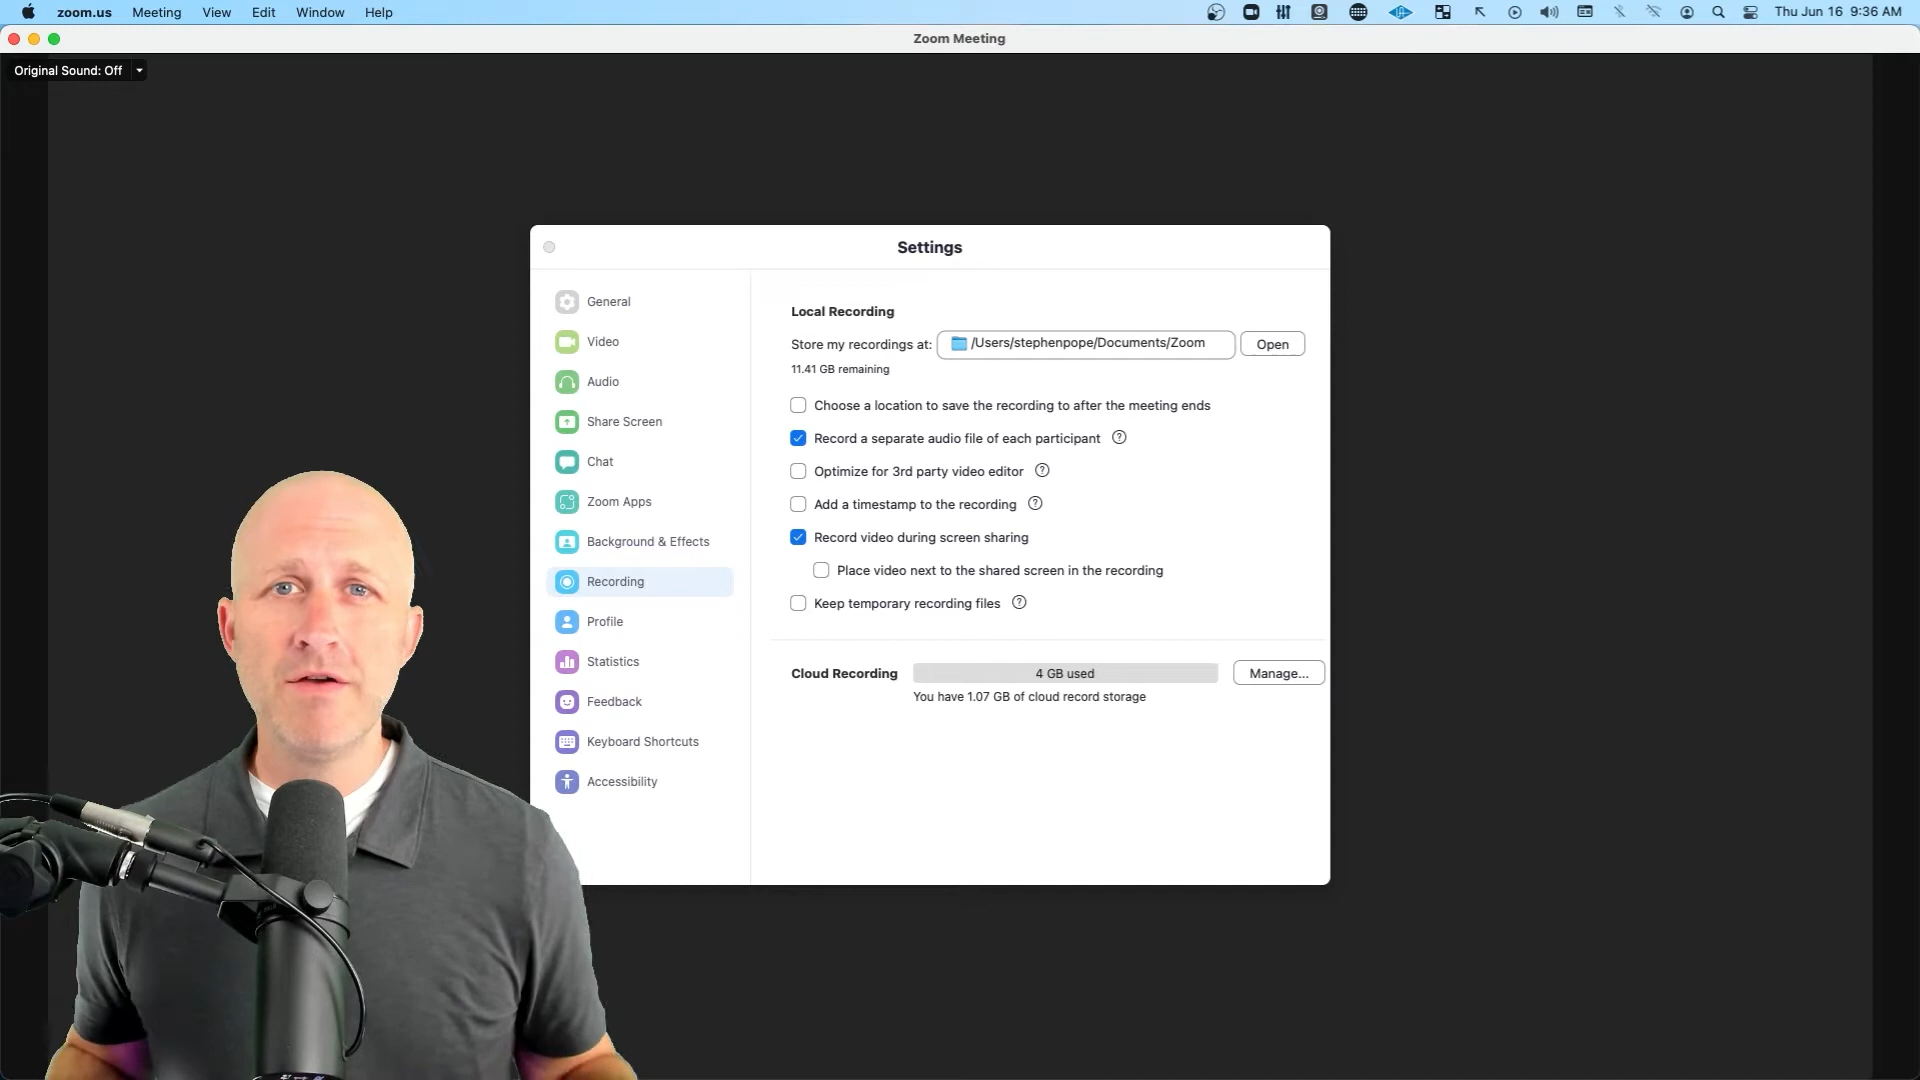 zoom.us Meeting View Edit Window Help Thu Jun 16 9:36 AM
Zoom Meeting
Original Sound: Off
Settings
General
Video
Audio
Share Screen
Chat
Zoom Apps
Background & Effects
Recording
Profile
Statistics
Feedback
Keyboard Shortcuts
Accessibility
Local Recording
Store my recordings at: /Users/stephenpope/Documents/Zoom Open
11.41 GB remaining
Choose a location to save the recording to after the meeting ends
Record a separate audio file of each participant ?
Optimize for 3rd party video editor ?
Add a timestamp to the recording ?
Record video during screen sharing
Place video next to the shared screen in the recording
Keep temporary recording files ?
Cloud Recording 4 GB used Manage...
You have 1.07 GB of cloud record storage